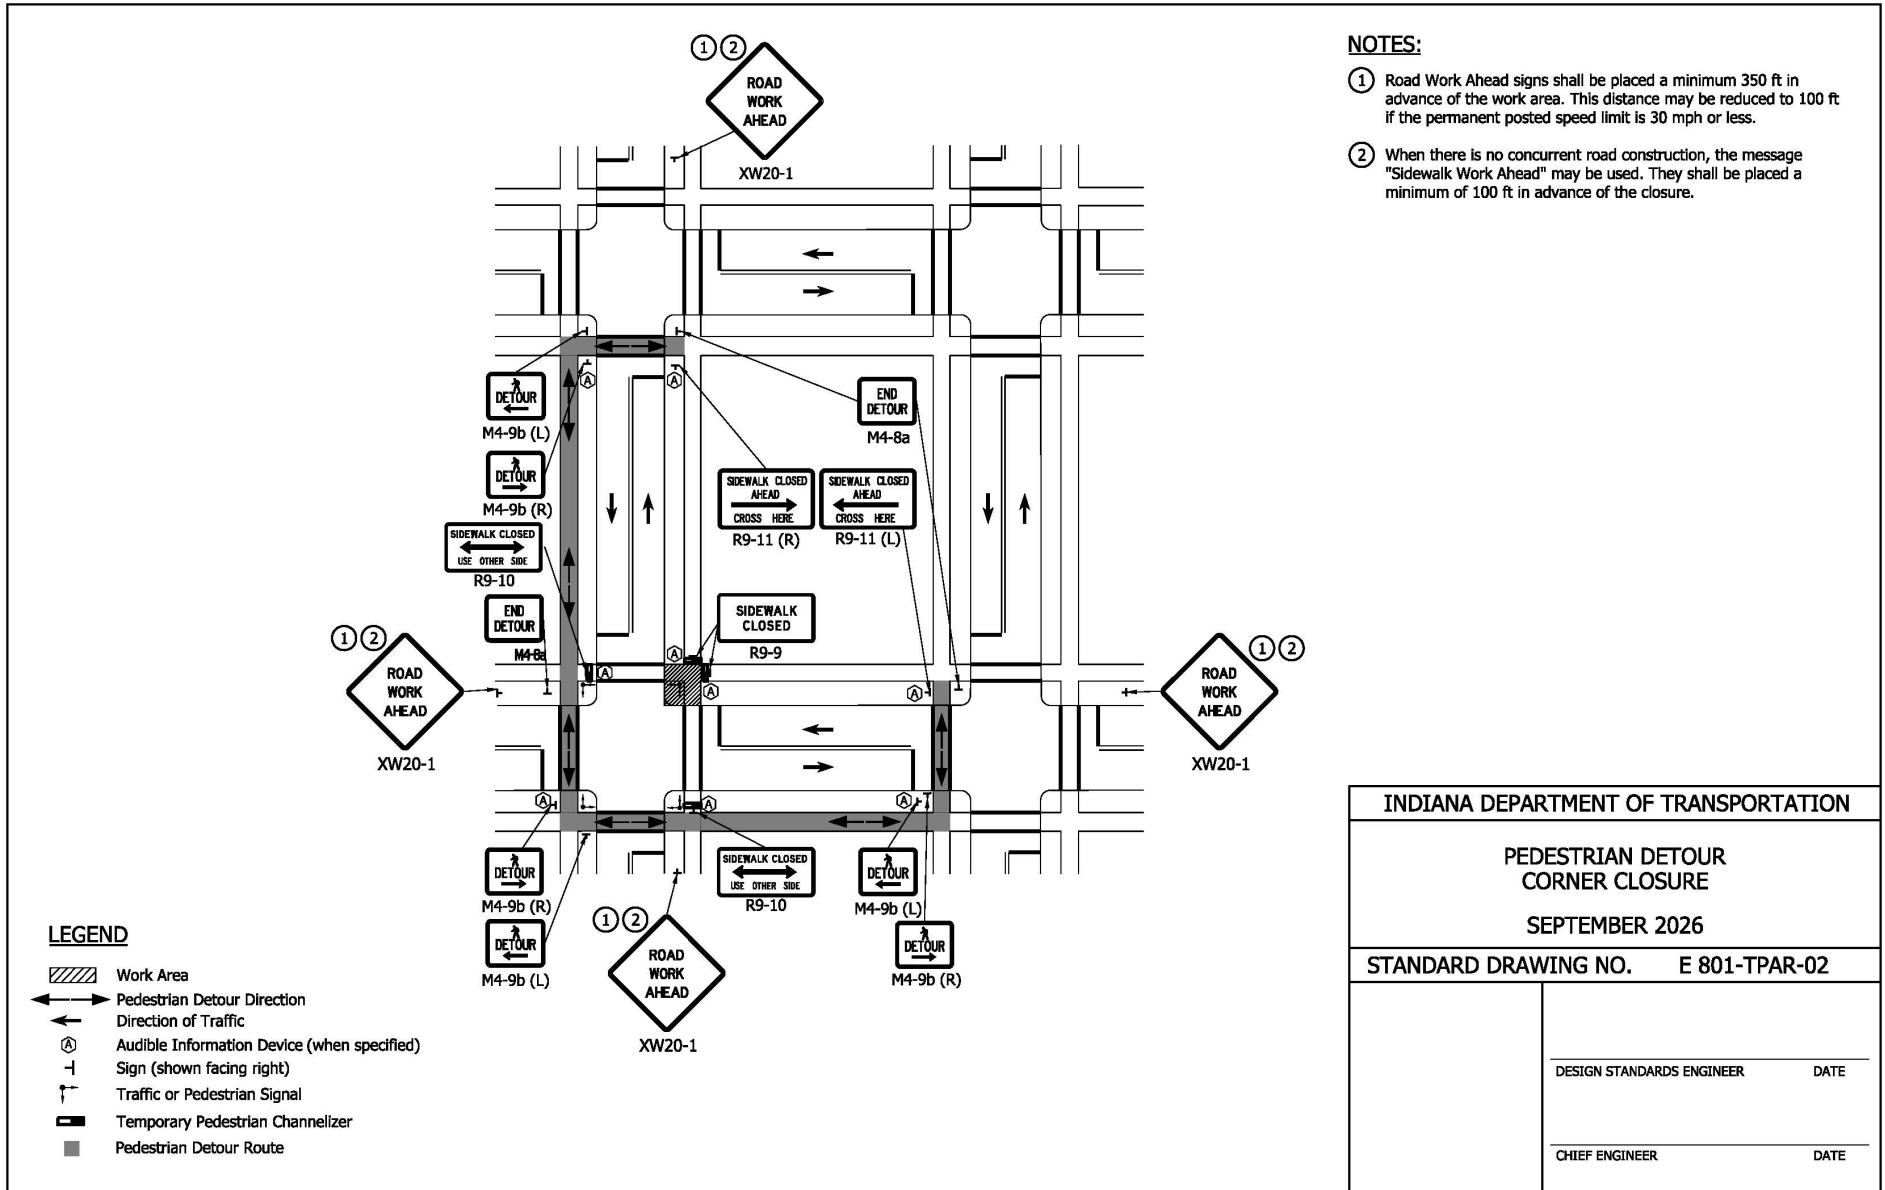 ① ②
ROAD
WORK
AHEAD
XW20-1
NOTES:
① Road Work Ahead signs shall be placed a minimum 350 ft in
advance of the work area. This distance may be reduced to 100 ft
if the permanent posted speed limit is 30 mph or less.
② When there is no concurrent road construction, the message
"Sidewalk Work Ahead" may be used. They shall be placed a
minimum of 100 ft in advance of the closure.
DETOUR
M4-9b (L)
A
A
END
DETOUR
M4-8a
DETOUR
M4-9b (R)
SIDEWALK CLOSED
AHEAD
CROSS HERE
R9-11 (R)
SIDEWALK CLOSED
AHEAD
CROSS HERE
R9-11 (L)
SIDEWALK CLOSED
USE OTHER SIDE
R9-10
END
DETOUR
M4-8a
SIDEWALK
CLOSED
R9-9
A
A
A
A
① ②
ROAD
WORK
AHEAD
XW20-1
① ②
ROAD
WORK
AHEAD
XW20-1
A
A
A
DETOUR
M4-9b (R)
SIDEWALK CLOSED
USE OTHER SIDE
R9-10
DETOUR
M4-9b (L)
DETOUR
M4-9b (L)
① ②
ROAD
WORK
AHEAD
XW20-1
DETOUR
M4-9b (R)
LEGEND
Work Area
Pedestrian Detour Direction
Direction of Traffic
A Audible Information Device (when specified)
Sign (shown facing right)
Traffic or Pedestrian Signal
Temporary Pedestrian Channelizer
Pedestrian Detour Route
INDIANA DEPARTMENT OF TRANSPORTATION
PEDESTRIAN DETOUR
CORNER CLOSURE
SEPTEMBER 2026
STANDARD DRAWING NO. E 801-TPAR-02
DESIGN STANDARDS ENGINEER DATE
CHIEF ENGINEER DATE